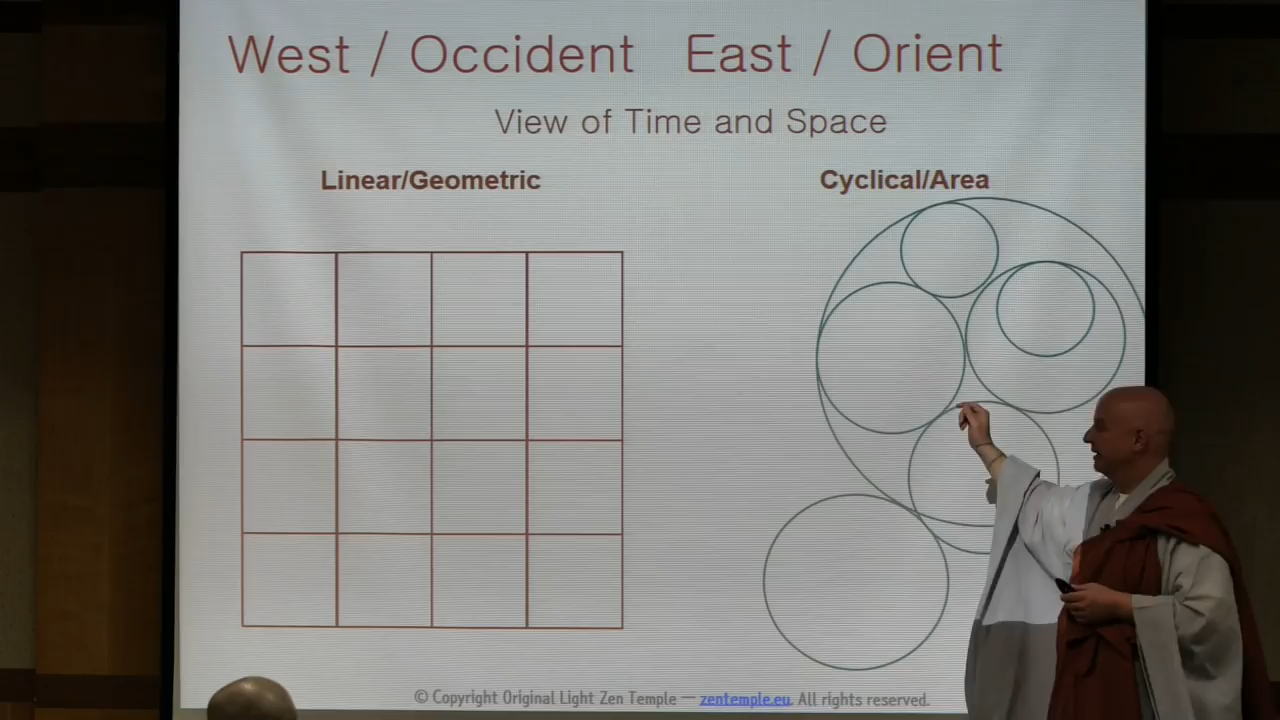 West / Occident East / Orient
View of Time and Space
Linear/Geometric
Cyclical/Area
© Copyright Original Light Zen Temple — zentemple.eu. All rights reserved.